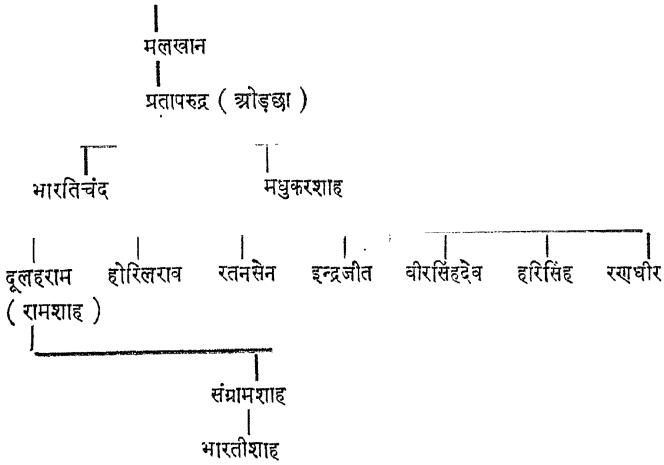 मलखान
प्रतापरुद्र ( ओड़छा )
भारतिचंद मधुकरशाह
दूलहराम होरिलराव रतनसेन इन्द्रजीत वीरसिंहदेव हरिसिंह रणधीर
( रामशाह )
संग्रामशाह
भारतीशाह